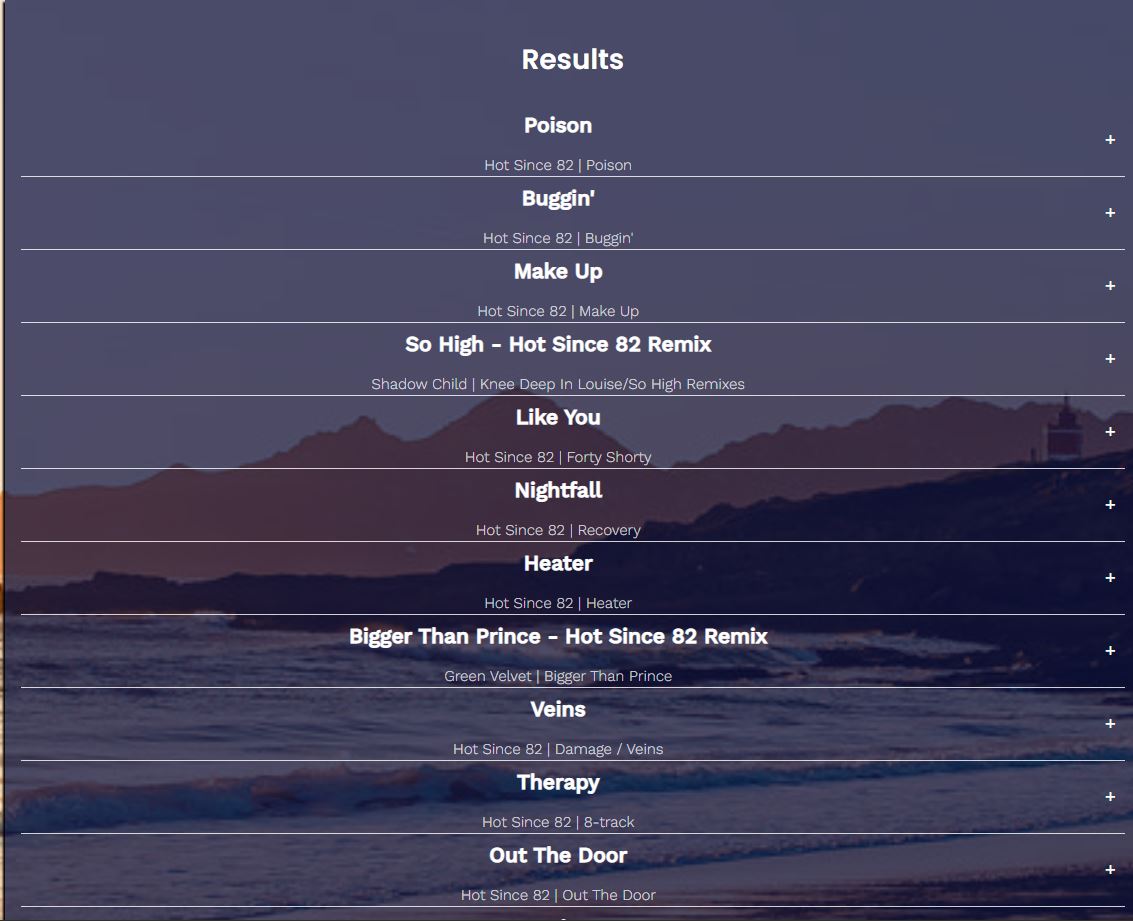 Results
Poison
+
Hot Since 82 | Poison
Buggin'
+
Hot Since 82 | Buggin'
Make Up
+
Hot Since 82 | Make Up
So High - Hot Since 82 Remix
+
Shadow Child | Knee Deep In Louise/So High Remixes
Like You
+
Hot Since 82 | Forty Shorty
Nightfall
+
Hot Since 82 | Recovery
Heater
+
Hot Since 82 | Heater
Bigger Than Prince - Hot Since 82 Remix
+
Green Velvet | Bigger Than Prince
Veins
+
Hot Since 82 | Damage / Veins
Therapy
+
Hot Since 82 | 8-track
Out The Door
+
Hot Since 82 | Out The Door